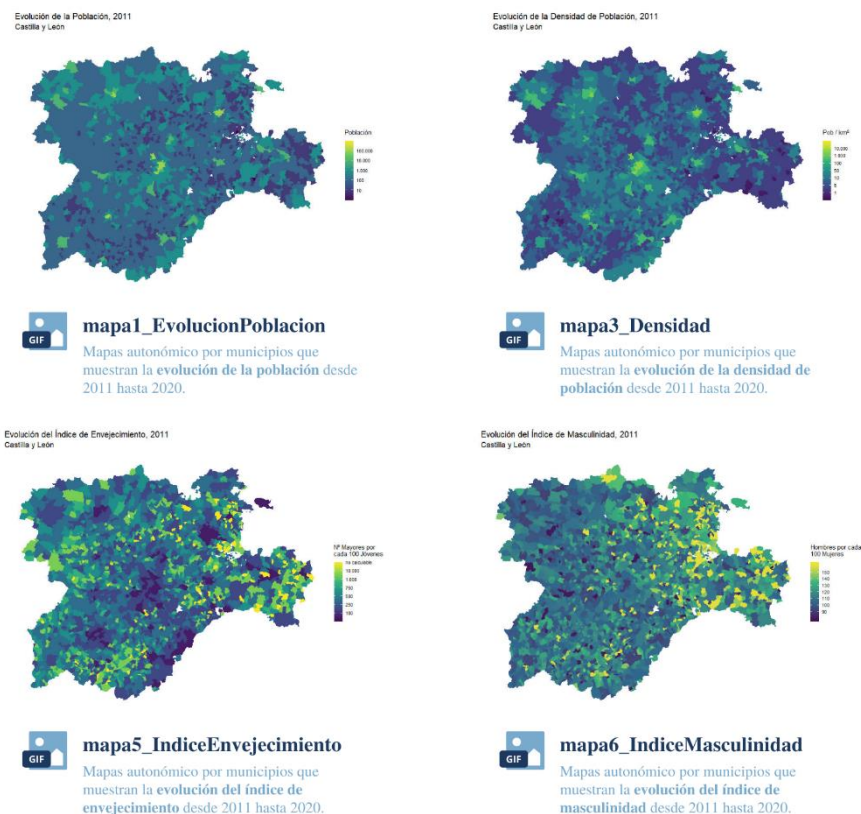 Evolución de la Población, 2011
Castilla y León
Población
100.000
10.000
1.000
100
10
GIF
mapa1_EvolucionPoblacion
Mapas autonómico por municipios que
muestran la evolución de la población desde
2011 hasta 2020.
Evolución de la Densidad de Población, 2011
Castilla y León
Pob / km²
10.000
1.000
100
50
10
GIF
mapa3_Densidad
Mapas autonómico por municipios que
muestran la evolución de la densidad de
población desde 2011 hasta 2020.
Evolución del Índice de Envejecimiento, 2011
Castilla y León
Nº Mayores por
cada 100 Jóvenes
10.000
1.000
750
500
250
100
GIF
mapa5_IndiceEnvejecimiento
Mapas autonómico por municipios que
muestran la evolución del índice de
envejecimiento desde 2011 hasta 2020.
Evolución del Índice de Masculinidad, 2011
Castilla y León
Hombres por cada
100 Mujeres
150
140
130
120
110
100
90
GIF
mapa6_IndiceMasculinidad
Mapas autonómico por municipios que
muestran la evolución del índice de
masculinidad desde 2011 hasta 2020.